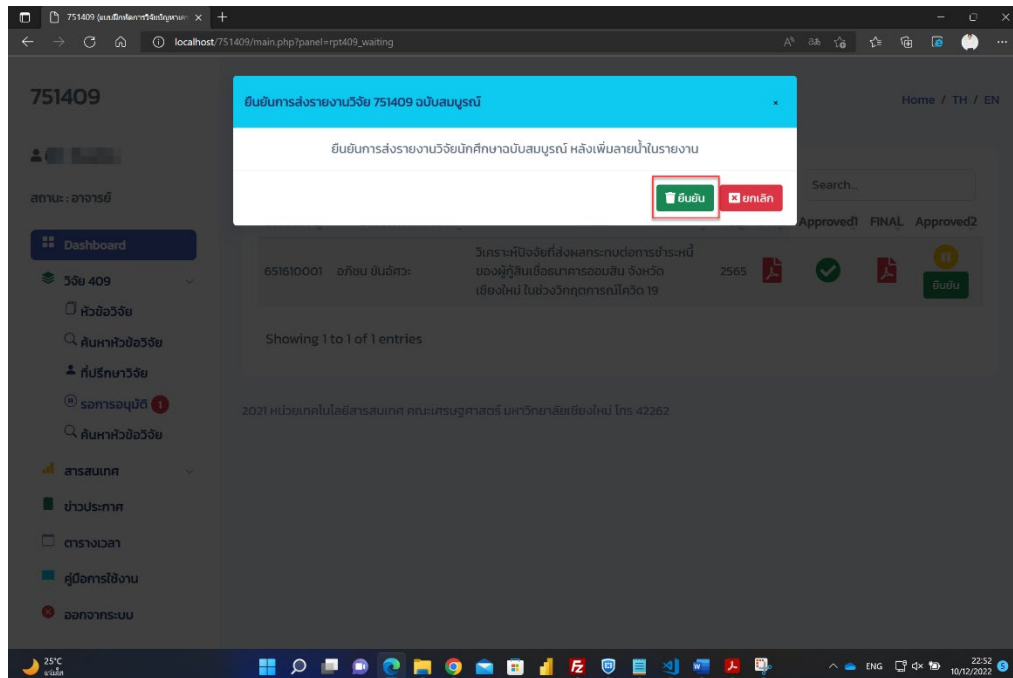 751409 (แบบฝึกหัดการวิจัยปัญหาเศร
localhost/751409/main.php?panel=rpt409_waiting
751409
ยืนยันการส่งรายงานวิจัย 751409 ฉบับสมบูรณ์
Home / TH / EN
ยืนยันการส่งรายงานวิจัยนักศึกษาฉบับสมบูรณ์ หลังเพิ่มลายน้ำในรายงาน
ยืนยัน
ยกเลิก
Search...
สถานะ : อาจารย์
Approved1 FINAL Approved2
Dashboard
วิจัย 409
หัวข้อวิจัย
ค้นหาหัวข้อวิจัย
ที่ปรึกษาวิจัย
รอการอนุมัติ 1
ค้นหาหัวข้อวิจัย
สารสนเทศ
ข่าวประกาศ
ตารางเวลา
คู่มือการใช้งาน
ออกจากระบบ
651610001 อภิชน ขันอัศวะ
วิเคราะห์ปัจจัยที่ส่งผลกระทบต่อการชำระหนี้
ของผู้กู้สินเชื่อธนาคารออมสิน จังหวัด
เชียงใหม่ ในช่วงวิกฤตการณ์โควิด 19
2565
ยืนยัน
Showing 1 to 1 of 1 entries
2021 หน่วยเทคโนโลยีสารสนเทศ คณะเศรษฐศาสตร์ มหาวิทยาลัยเชียงใหม่ โทร 42262
25°C
ENG
22:52
10/12/2022
5